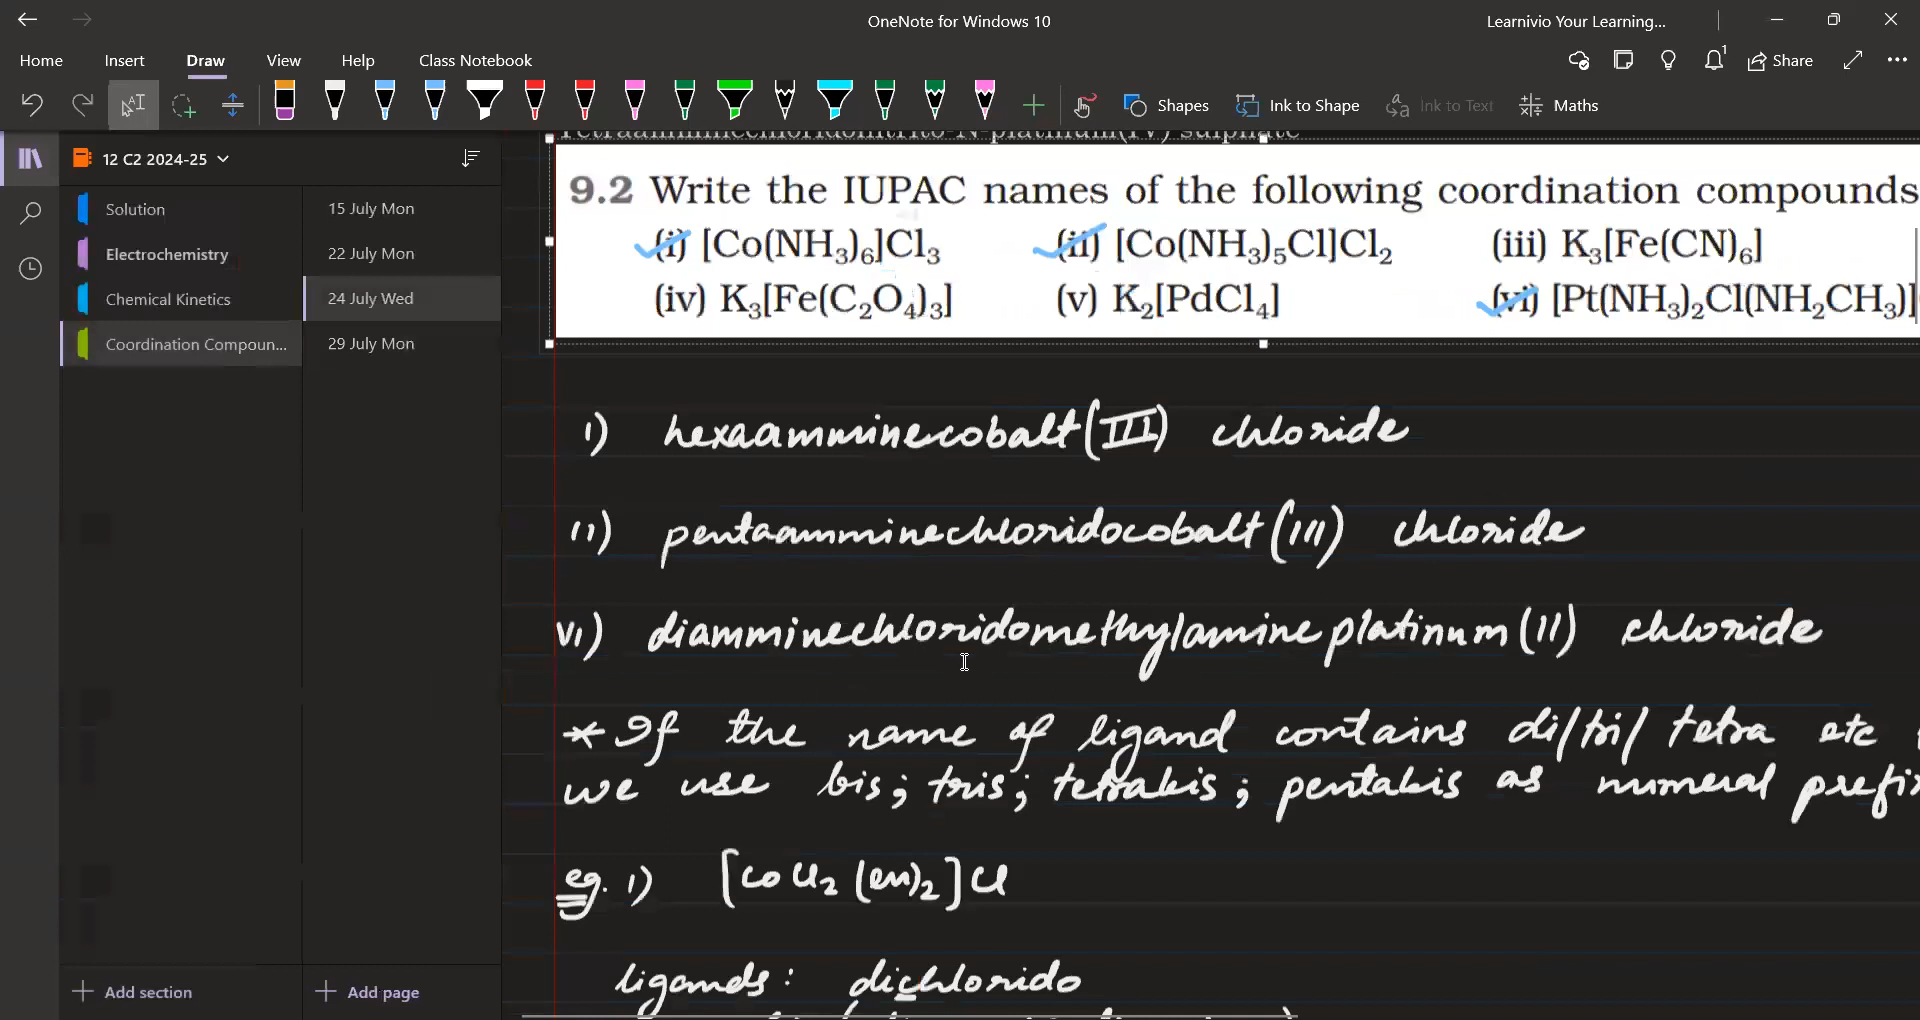 OneNote for Windows 10
Learnivio Your Learning...
Home Insert Draw View Help Class Notebook
Share
Shapes Ink to Shape Ink to Text Maths
12 C2 2024-25
Solution
Electrochemistry
Chemical Kinetics
Coordination Compoun...
15 July Mon
22 July Mon
24 July Wed
29 July Mon
Add section
Add page
Tetraamminechloridonitrito-N-platinum(IV) sulphate
9.2 Write the IUPAC names of the following coordination compounds
(i) [Co(NH₃)₆]Cl₃ (ii) [Co(NH₃)₅Cl]Cl₂ (iii) K₃[Fe(CN)₆]
(iv) K₃[Fe(C₂O₄)₃] (v) K₂[PdCl₄] (vi) [Pt(NH₃)₂Cl(NH₂CH₃)]
i) hexaamminecobalt(III) chloride
ii) pentaamminechloridocobalt(III) chloride
vi) diamminechloridomethylamineplatinum(II) chloride
* If the name of ligand contains di/tri/tetra etc
we use bis; tris; tetrakis; pentakis as numeral prefix
eg. 1) [CoCl₂(en)₂]Cl
ligands: dichlorido